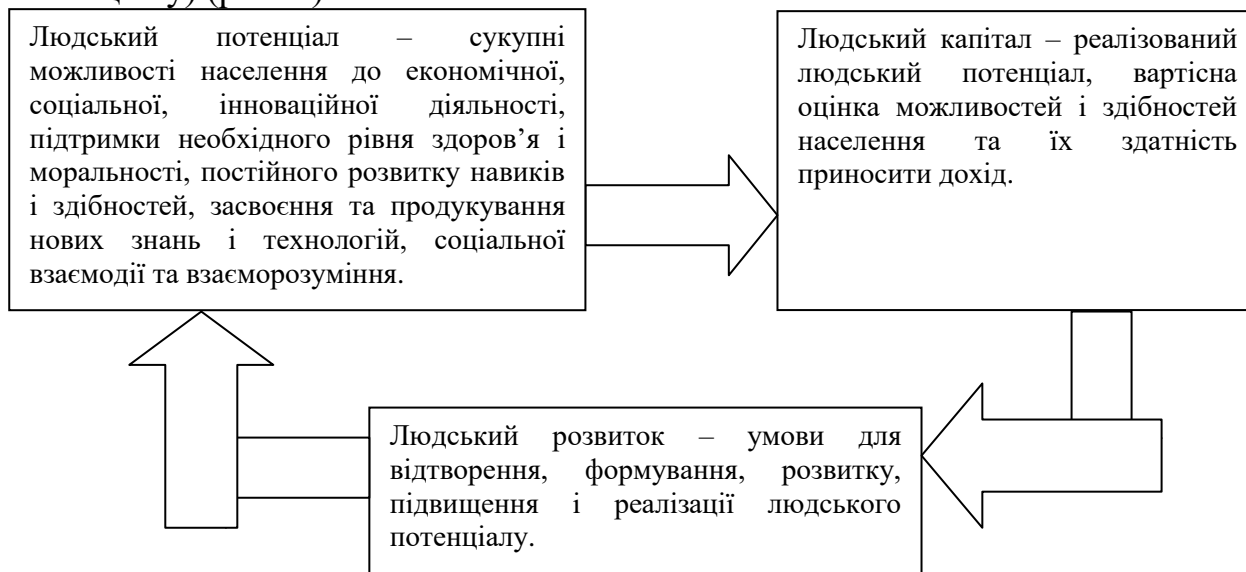 Людський потенціал – сукупні
можливості населення до економічної,
соціальної, інноваційної діяльності,
підтримки необхідного рівня здоров’я і
моральності, постійного розвитку навиків
і здібностей, засвоєння та продукування
нових знань і технологій, соціальної
взаємодії та взаєморозуміння.
Людський капітал – реалізований
людський потенціал, вартісна
оцінка можливостей і здібностей
населення та їх здатність
приносити дохід.
Людський розвиток – умови для
відтворення, формування, розвитку,
підвищення і реалізації людського
потенціалу.